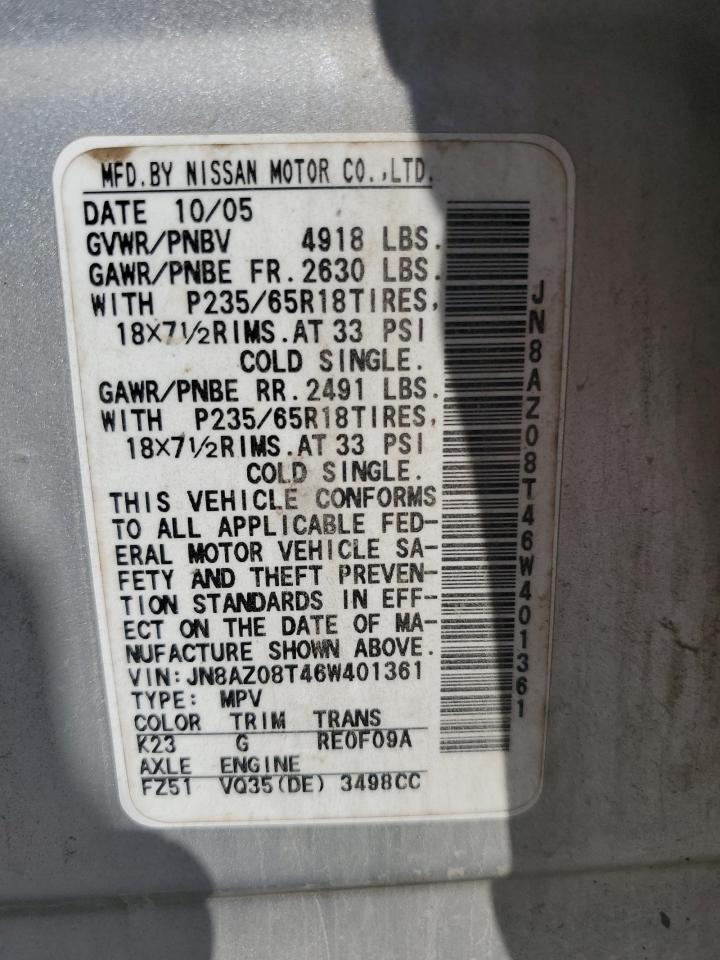 MFD.BY NISSAN MOTOR CO.,LTD.
DATE 10/05
GVWR/PNBV 4918 LBS.
GAWR/PNBE FR. 2630 LBS.
WITH P235/65R18TIRES,
18X7½RIMS.AT 33 PSI
COLD SINGLE.
GAWR/PNBE RR. 2491 LBS.
WITH P235/65R18TIRES,
18X7½RIMS.AT 33 PSI
COLD SINGLE.
THIS VEHICLE CONFORMS
TO ALL APPLICABLE FED-
ERAL MOTOR VEHICLE SA-
FETY AND THEFT PREVEN-
TION STANDARDS IN EFF-
ECT ON THE DATE OF MA-
NUFACTURE SHOWN ABOVE.
VIN:JN8AZ08T46W401361
TYPE: MPV
COLOR TRIM TRANS
K23 G RE0F09A
AXLE ENGINE
FZ51 VQ35(DE) 3498CC
JN8AZ08T46W401361